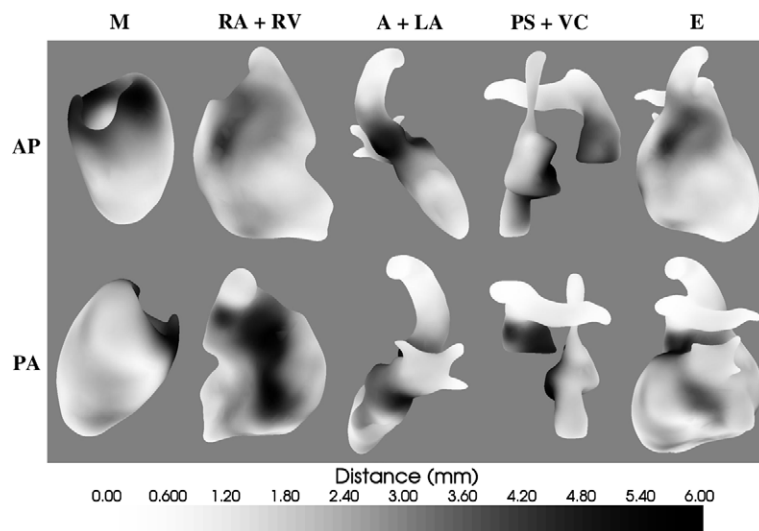 M RA + RV A + LA PS + VC E
AP
PA
Distance (mm)
0.00 0.600 1.20 1.80 2.40 3.00 3.60 4.20 4.80 5.40 6.00